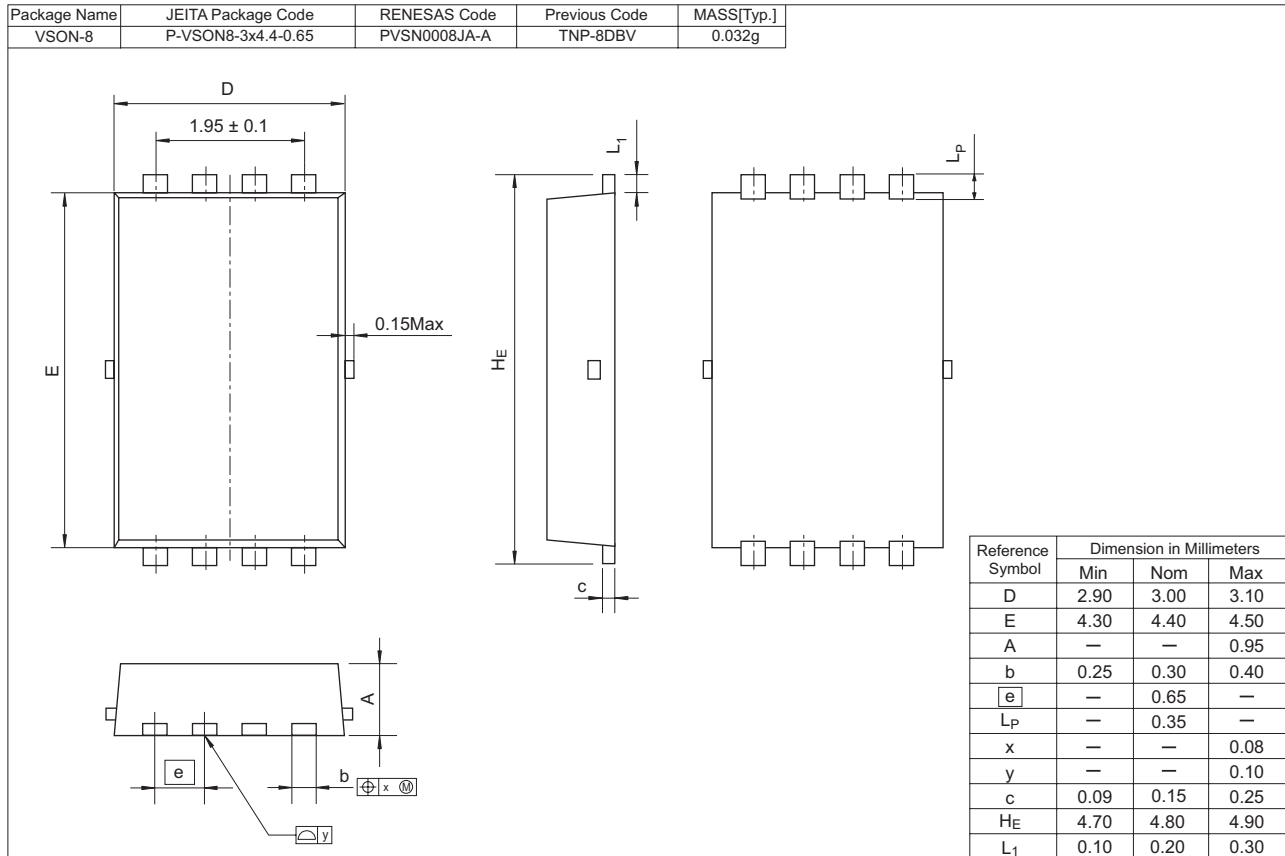 Package Name JEITA Package Code RENESAS Code Previous Code MASS[Typ.]
VSON-8 P-VSON8-3x4.4-0.65 PVSN0008JA-A TNP-8DBV 0.032g
D
1.95 ± 0.1
L1
LP
0.15Max
E
HE
c
A
e
b
x Ⓜ
y
Reference Symbol Dimension in Millimeters
Min Nom Max
D 2.90 3.00 3.10
E 4.30 4.40 4.50
A — — 0.95
b 0.25 0.30 0.40
e — 0.65 —
LP — 0.35 —
x — — 0.08
y — — 0.10
c 0.09 0.15 0.25
HE 4.70 4.80 4.90
L1 0.10 0.20 0.30